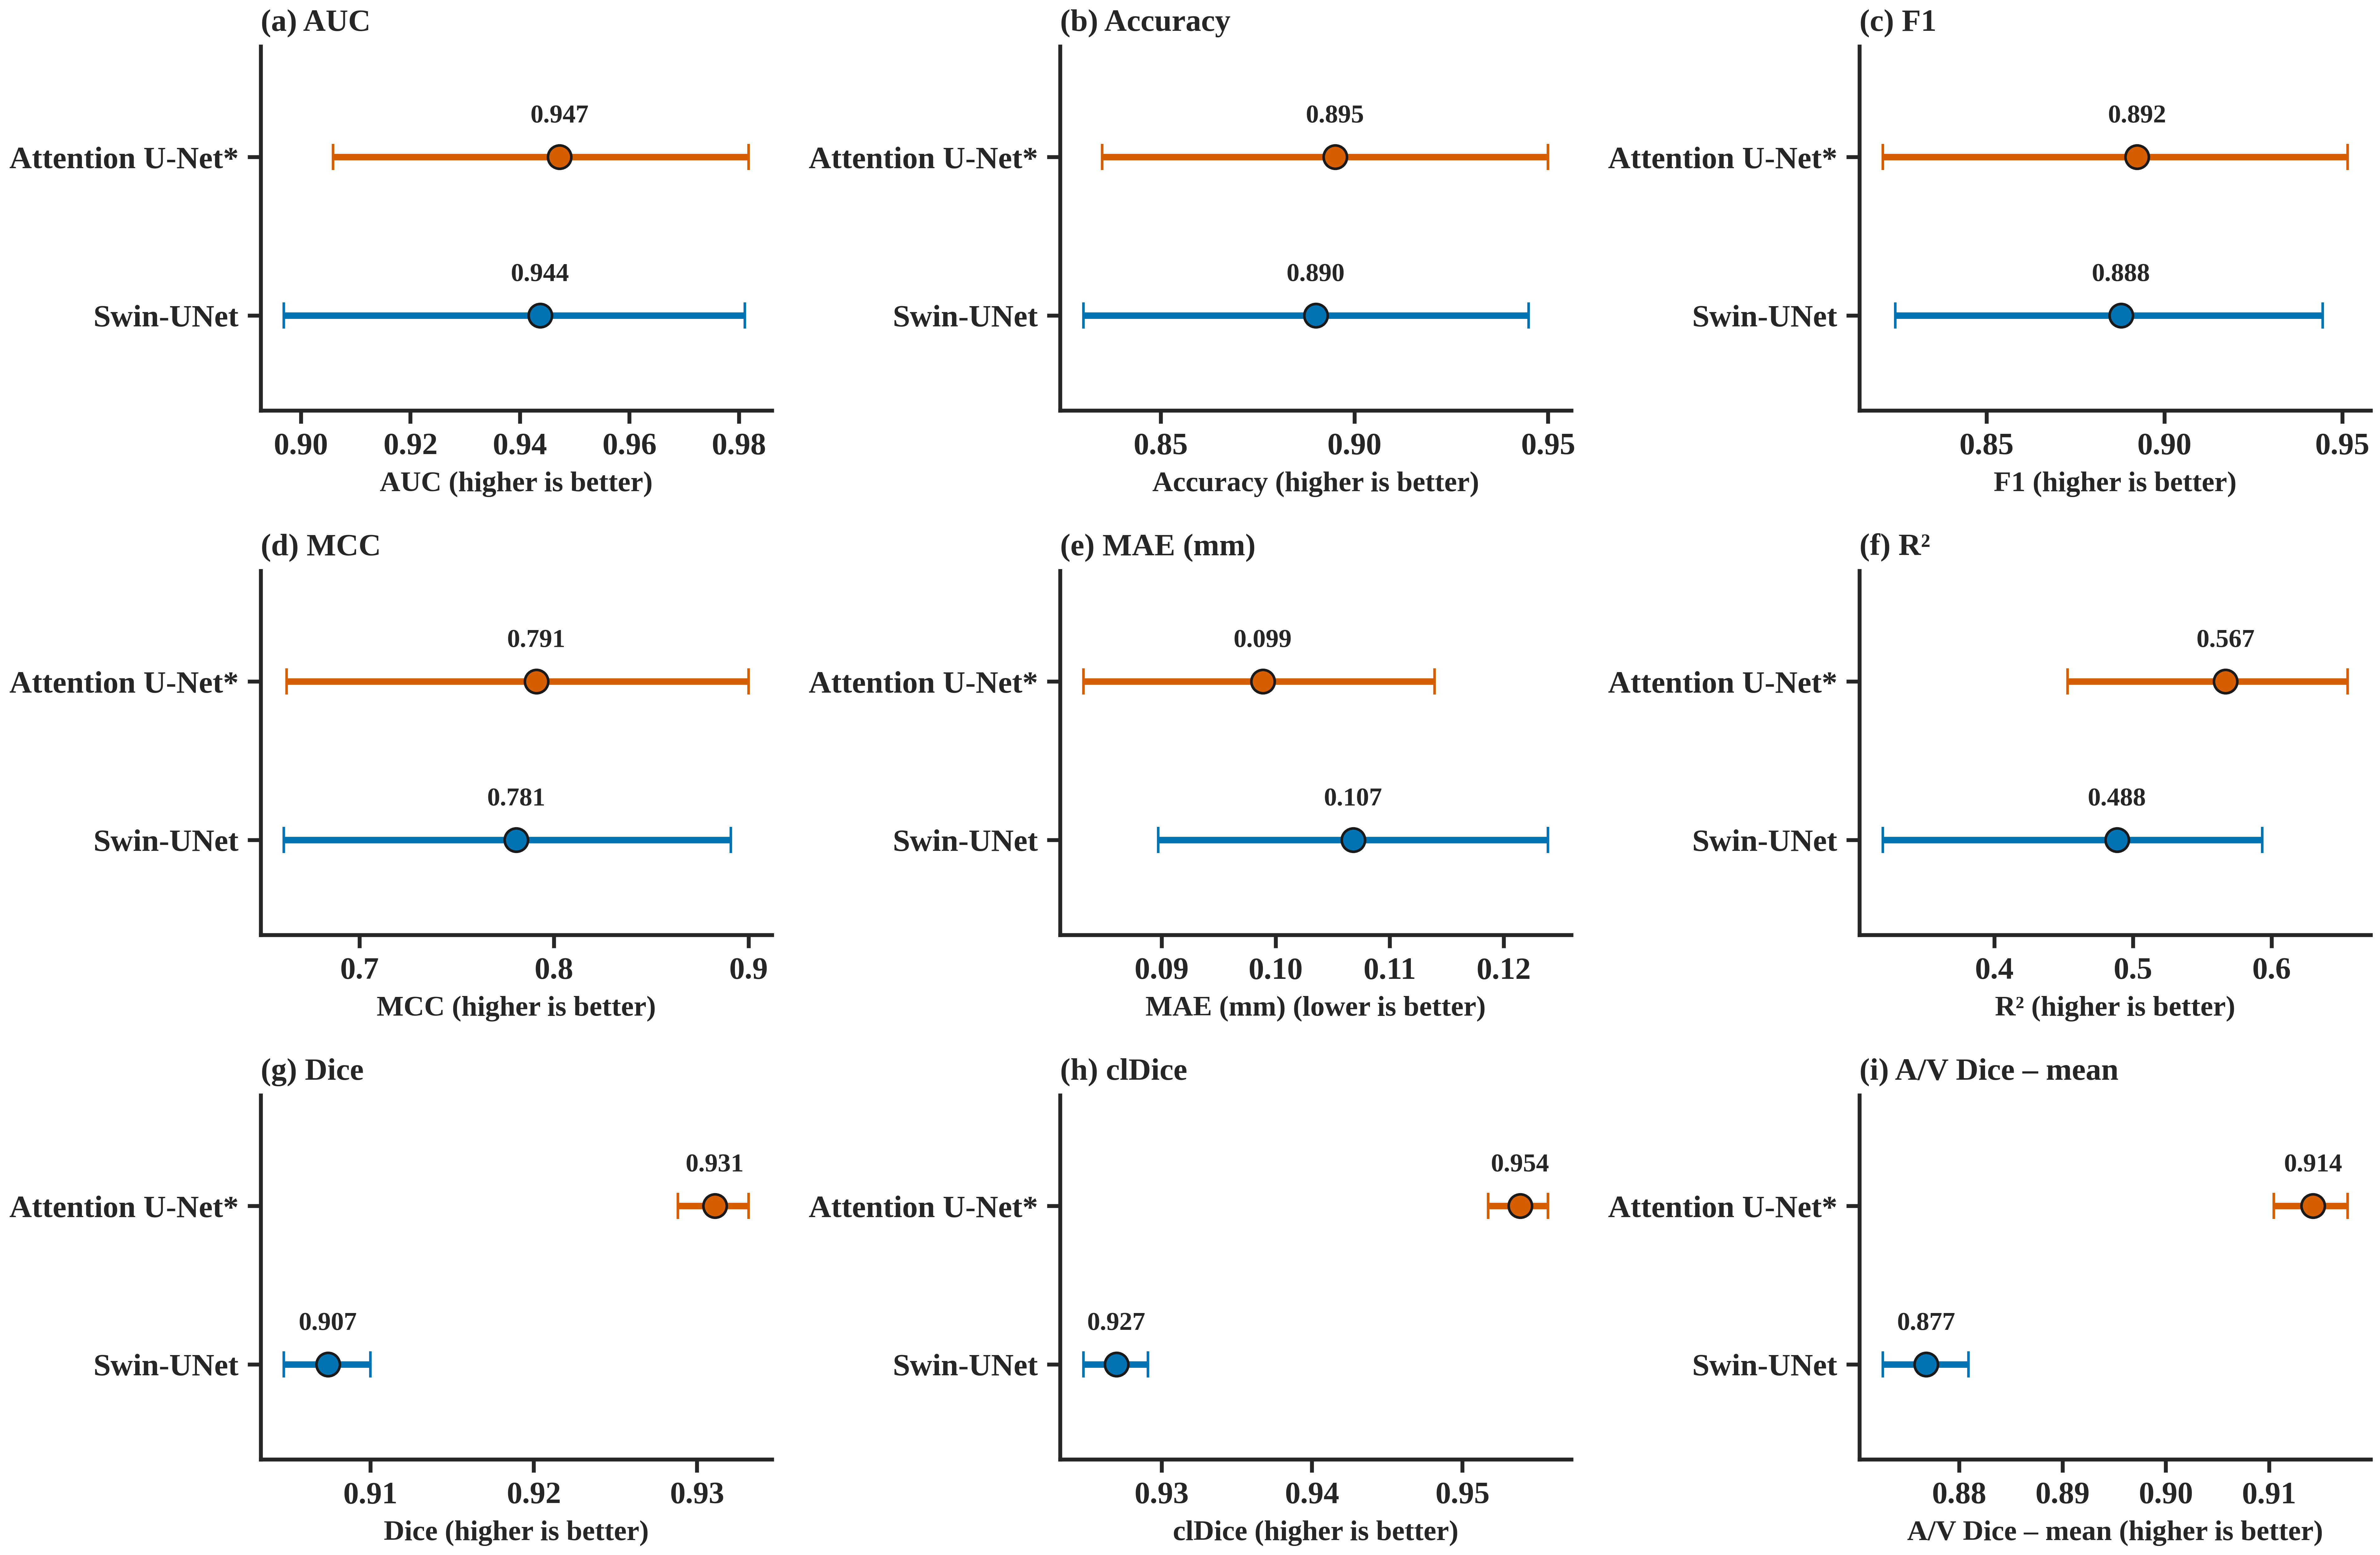 (a) AUC
0.947
Attention U-Net*
0.944
Swin-UNet
0.90 0.92 0.94 0.96 0.98
AUC (higher is better)
(b) Accuracy
0.895
Attention U-Net*
0.890
Swin-UNet
0.85 0.90 0.95
Accuracy (higher is better)
(c) F1
0.892
Attention U-Net*
0.888
Swin-UNet
0.85 0.90 0.95
F1 (higher is better)
(d) MCC
0.791
Attention U-Net*
0.781
Swin-UNet
0.7 0.8 0.9
MCC (higher is better)
(e) MAE (mm)
0.099
Attention U-Net*
0.107
Swin-UNet
0.09 0.10 0.11 0.12
MAE (mm) (lower is better)
(f) R²
0.567
Attention U-Net*
0.488
Swin-UNet
0.4 0.5 0.6
R² (higher is better)
(g) Dice
0.931
Attention U-Net*
0.907
Swin-UNet
0.91 0.92 0.93
Dice (higher is better)
(h) clDice
0.954
Attention U-Net*
0.927
Swin-UNet
0.93 0.94 0.95
clDice (higher is better)
(i) A/V Dice – mean
0.914
Attention U-Net*
0.877
Swin-UNet
0.88 0.89 0.90 0.91
A/V Dice – mean (higher is better)